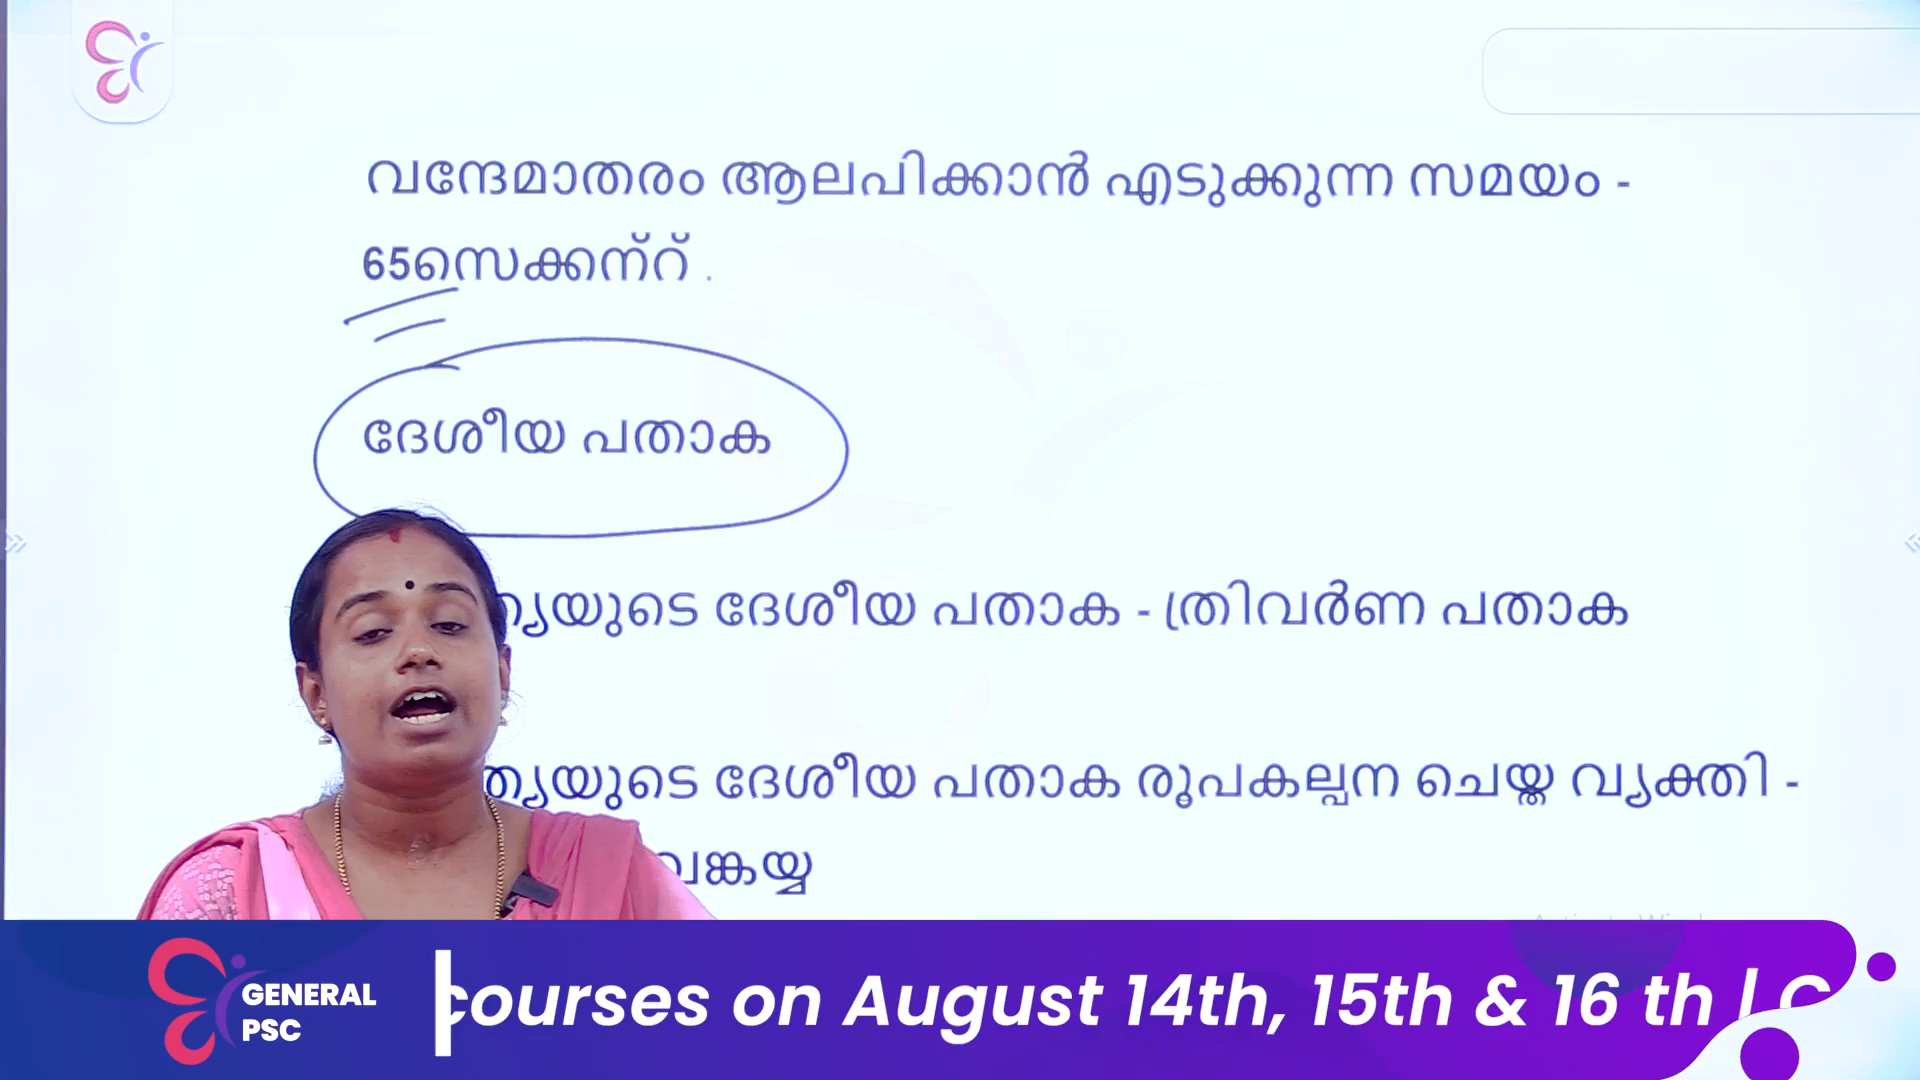 വന്ദേമാതരം ആലപിക്കാൻ എടുക്കുന്ന സമയം -
65സെക്കന്റ് .
ദേശീയ പതാക
ദേശീയ പതാക - ത്രിവർണ പതാക
ദേശീയ പതാക രൂപകല്പന ചെയ്ത വ്യക്തി -
GENERAL
PSC
courses on August 14th, 15th & 16 th |